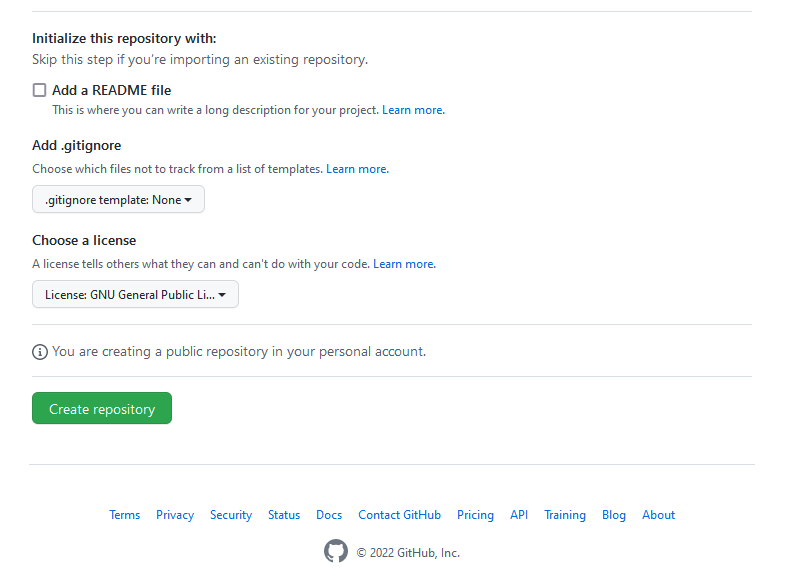 Initialize this repository with:
Skip this step if you're importing an existing repository.
Add a README file
This is where you can write a long description for your project. Learn more.
Add .gitignore
Choose which files not to track from a list of templates. Learn more.
.gitignore template: None
Choose a license
A license tells others what they can and can't do with your code. Learn more.
License: GNU General Public Li...
You are creating a public repository in your personal account.
Create repository
Terms Privacy Security Status Docs Contact GitHub Pricing API Training Blog About
© 2022 GitHub, Inc.